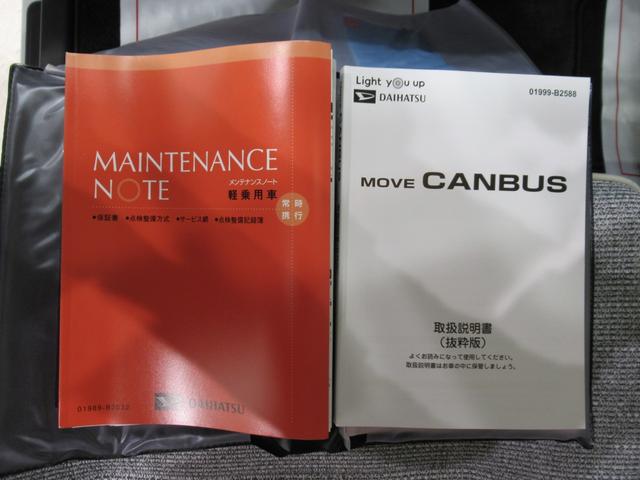 MAINTENANCE
NOTE
メンテナンスノート
軽乗用車
常時
携行
●保証書 ●点検整備方式 ●サービス網 ●点検整備記録簿
DAIHATSU
Light you up
DAIHATSU
01999-B2588
MOVE CANBUS
取扱説明書
（抜粋版）
よくお読みになって使用してください。
取扱説明書はお車の中に保管しましょう。